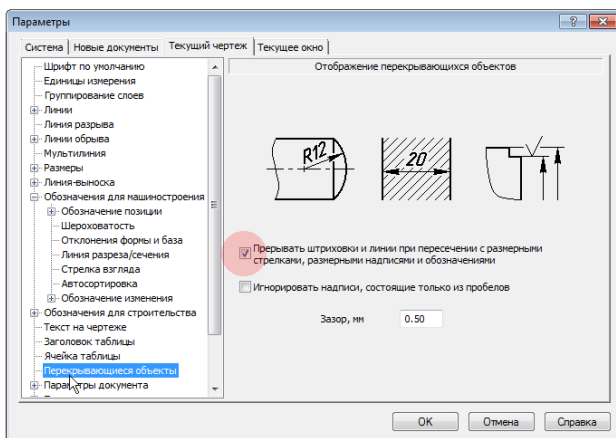 Параметры
Система
Новые документы
Текущий чертеж
Текущее окно
Шрифт по умолчанию
Единицы измерения
Группирование слоев
Линии
Линия разрыва
Линии обрыва
Мультилиния
Размеры
Линия-выноска
Обозначения для машиностроения
Обозначение позиции
Шероховатость
Отклонения формы и база
Линия разреза/сечения
Стрелка взгляда
Автосортировка
Обозначение изменения
Обозначения для строительства
Текст на чертеже
Заголовок таблицы
Ячейка таблицы
Перекрывающиеся объекты
Параметры документа
Отображение перекрывающихся объектов
R12
20
Прерывать штриховки и линии при пересечении с размерными
стрелками, размерными надписями и обозначениями
Игнорировать надписи, состоящие только из пробелов
Зазор, мм
0.50
OK
Отмена
Справка